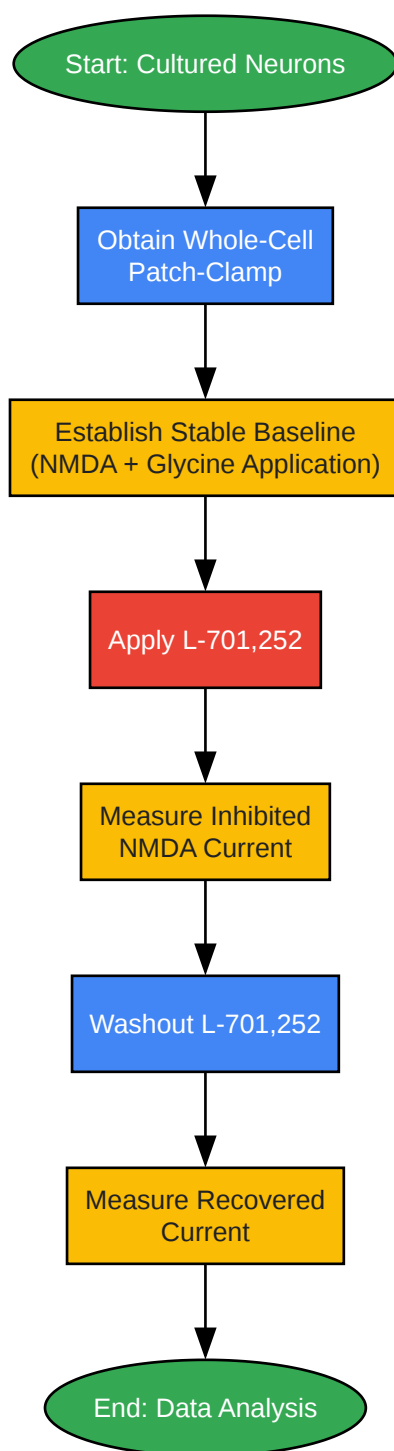 Start: Cultured Neurons
Obtain Whole-Cell
Patch-Clamp
Establish Stable Baseline
(NMDA + Glycine Application)
Apply L-701,252
Measure Inhibited
NMDA Current
Washout L-701,252
Measure Recovered
Current
End: Data Analysis